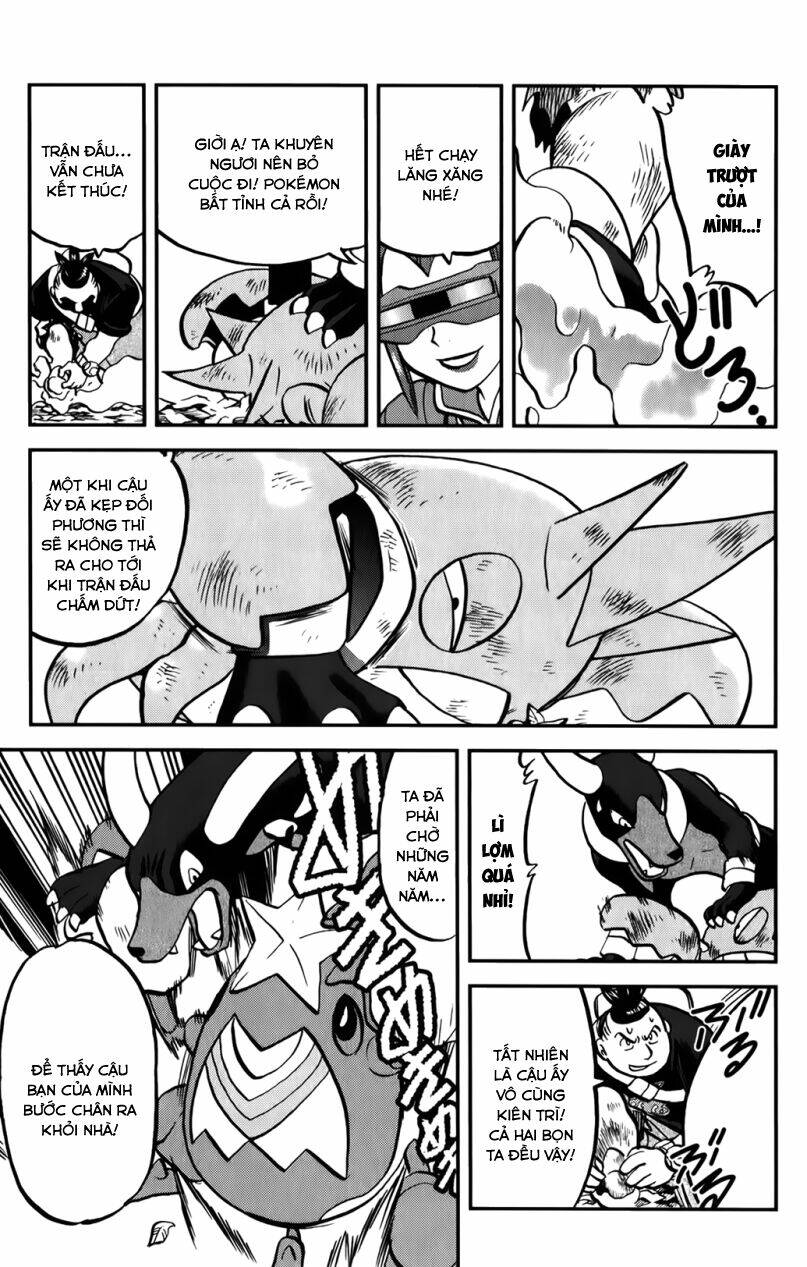 GIÀY
TRƯỢT
CỦA
MÌNH...!
ドロ..
HẾT CHẠY
LĂNG XĂNG
NHÉ!
GIỜI Ạ! TA KHUYÊN
NGƯƠI NÊN BỎ
CUỘC ĐI! POKÉMON
BẤT TỈNH CẢ RỒI!
TRẬN ĐẤU...
VẪN CHƯA
KẾT THÚC!
MỘT KHI CẬU
ẤY ĐÃ KẸP ĐỐI
PHƯƠNG THÌ
SẼ KHÔNG THẢ
RA CHO TỚI
KHI TRẬN ĐẤU
CHẤM DỨT!
LÌ
LỢM
QUÁ
NHỈ!
TẤT NHIÊN
LÀ CẬU ẤY
VÔ CÙNG
KIÊN TRÌ!
CẢ HAI BỌN
TA ĐỀU VẬY!
TA ĐÃ
PHẢI
CHỜ
NHỮNG
NĂM
NĂM...
ĐỂ THẤY CẬU
BẠN CỦA MÌNH
BƯỚC CHÂN RA
KHỎI NHÀ!